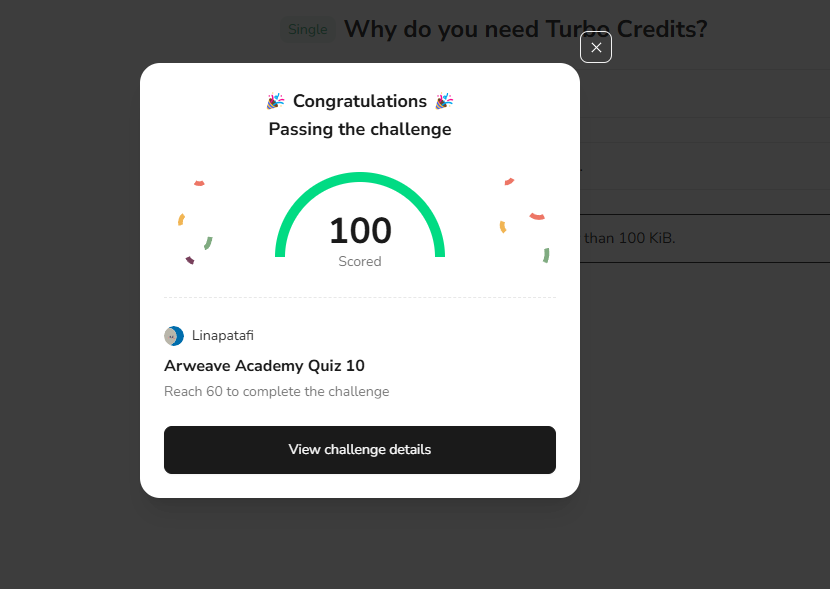 Single Why do you need Turbo Credits?
Congratulations
Passing the challenge
100
Scored
than 100 KiB.
Linapatafi
Arweave Academy Quiz 10
Reach 60 to complete the challenge
View challenge details